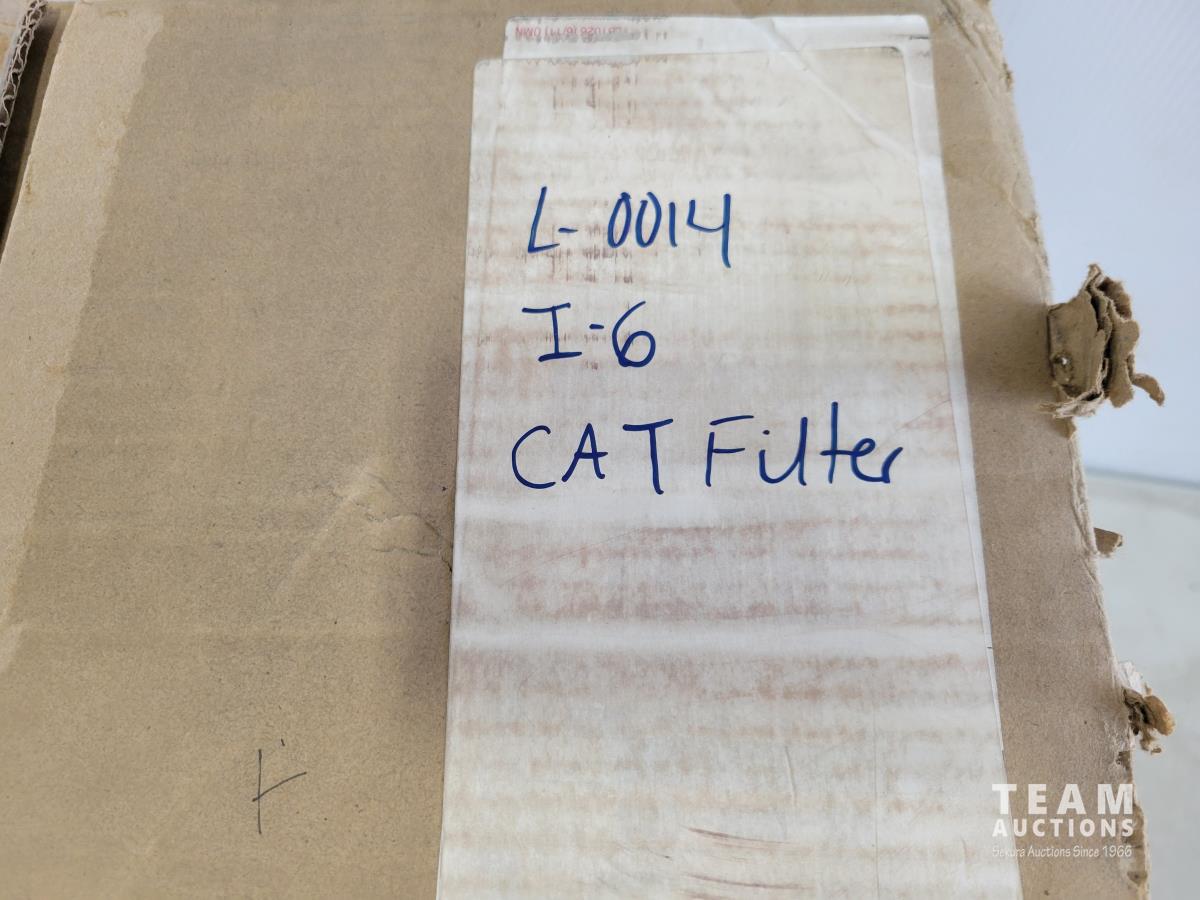 L-0014
I-6
CAT Filter
TEAM
AUCTIONS
Sekura Auctions Since 1966